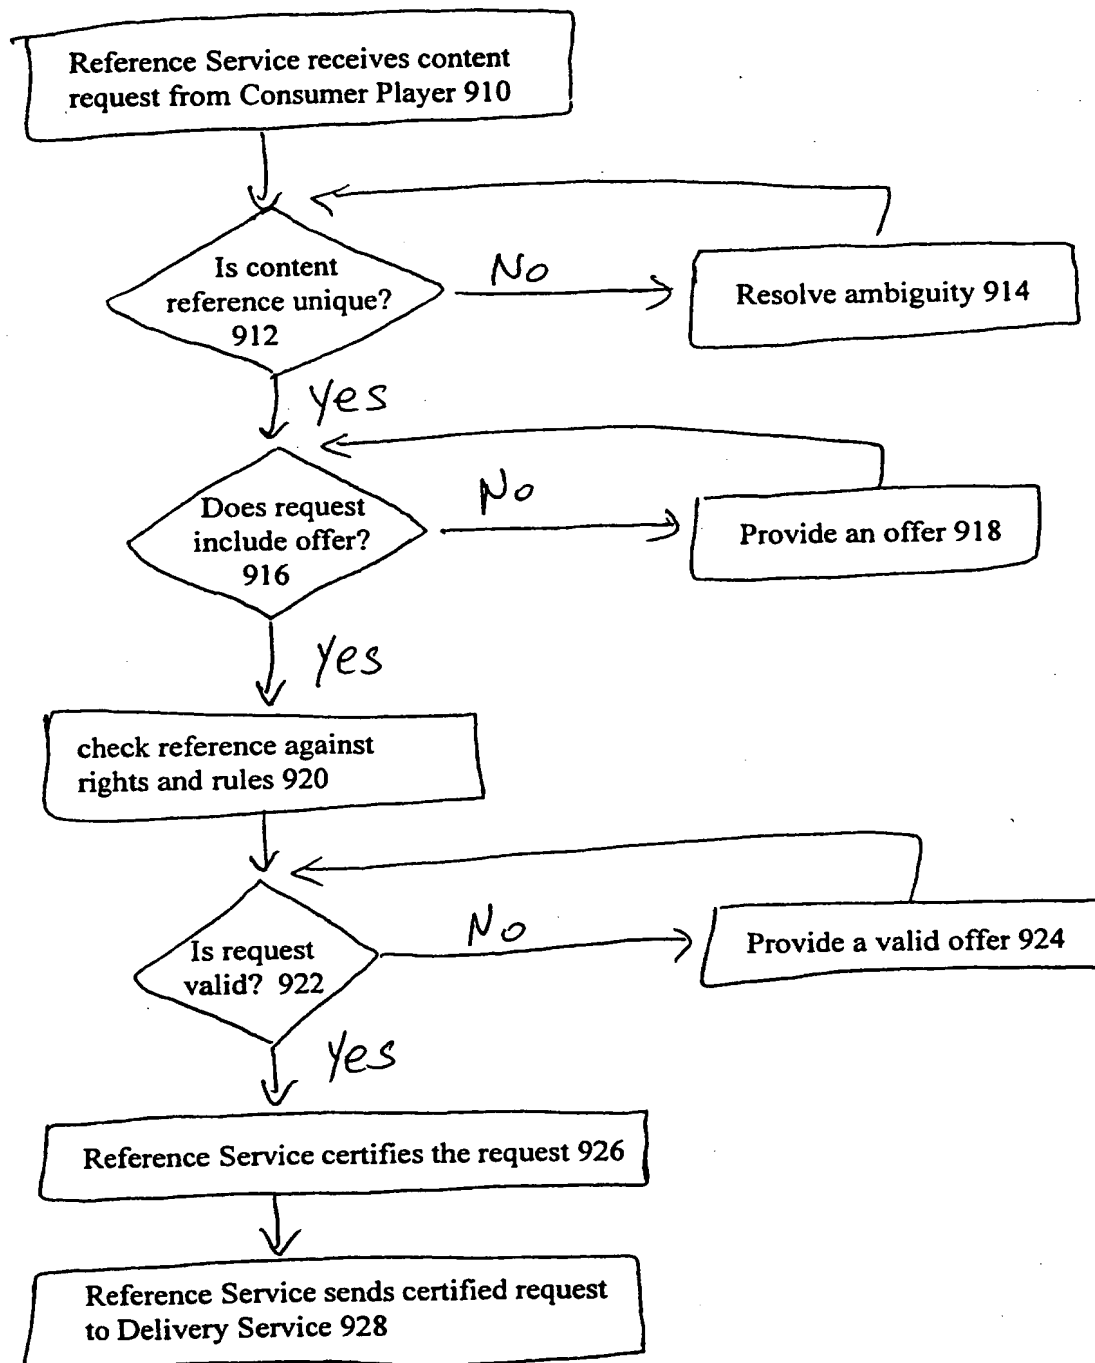 Reference Service receives content
request from Consumer Player 910
Is content
reference unique?
912
No
Resolve ambiguity 914
Yes
Does request
include offer?
916
No
Provide an offer 918
Yes
check reference against
rights and rules 920
Is request
valid? 922
No
Provide a valid offer 924
Yes
Reference Service certifies the request 926
Reference Service sends certified request
to Delivery Service 928